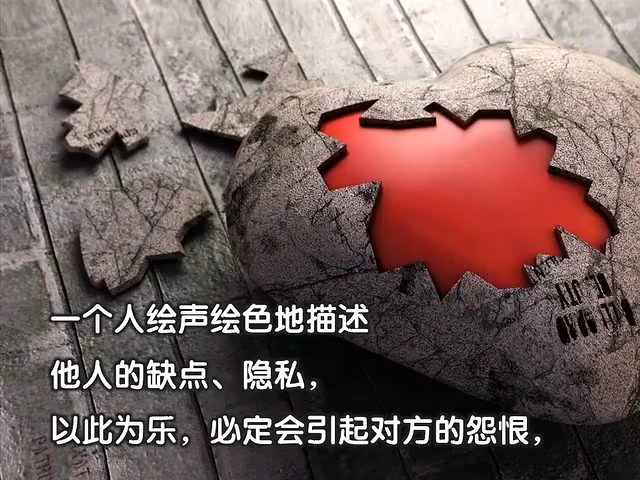 一个人绘声绘色地描述
他人的缺点、隐私，
以此为乐，必定会引起对方的怨恨，